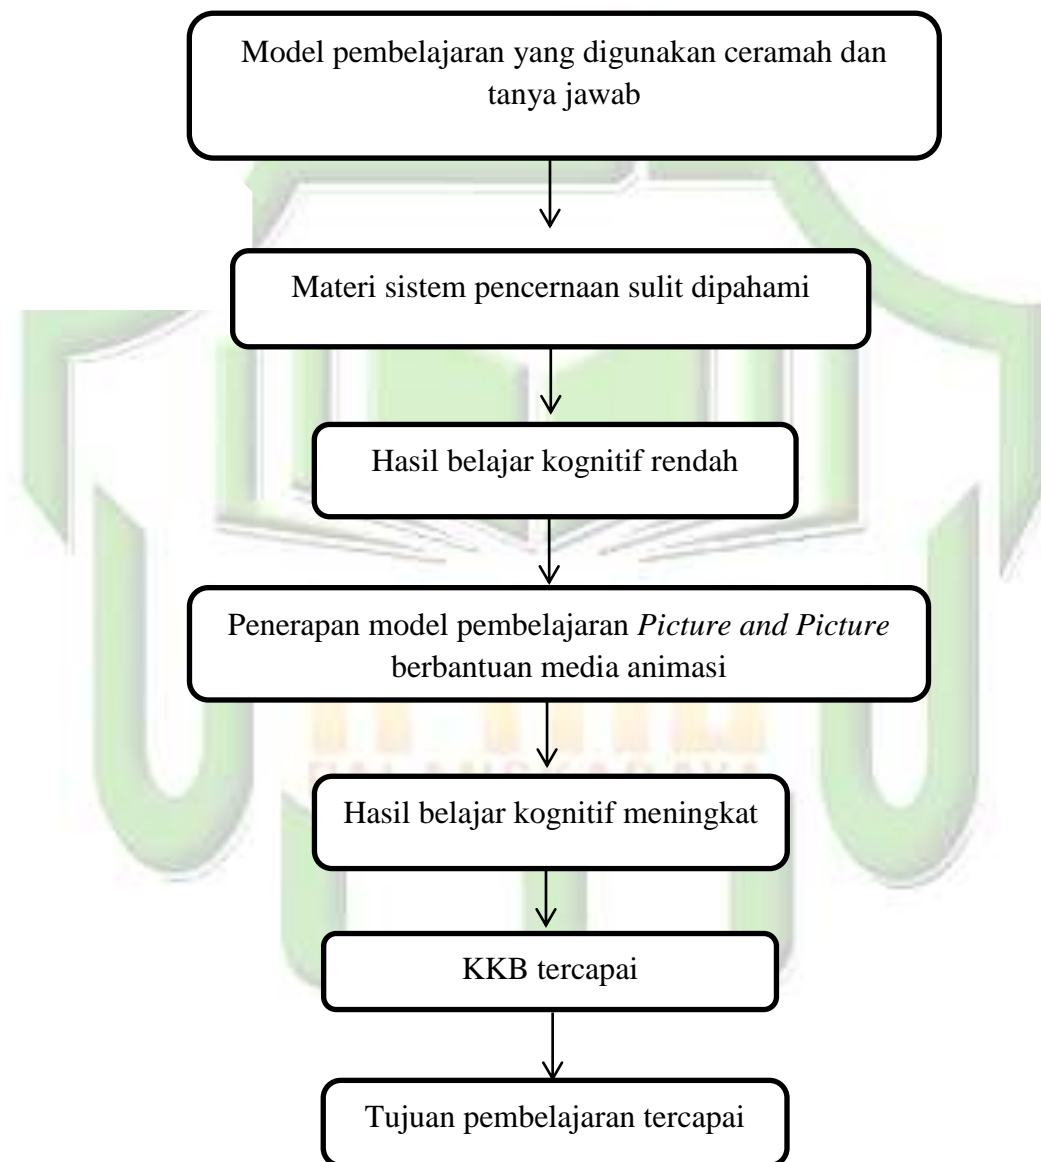 Model pembelajaran yang digunakan ceramah dan
tanya jawab
Materi sistem pencernaan sulit dipahami
Hasil belajar kognitif rendah
Penerapan model pembelajaran Picture and Picture
berbantuan media animasi
Hasil belajar kognitif meningkat
KKB tercapai
Tujuan pembelajaran tercapai